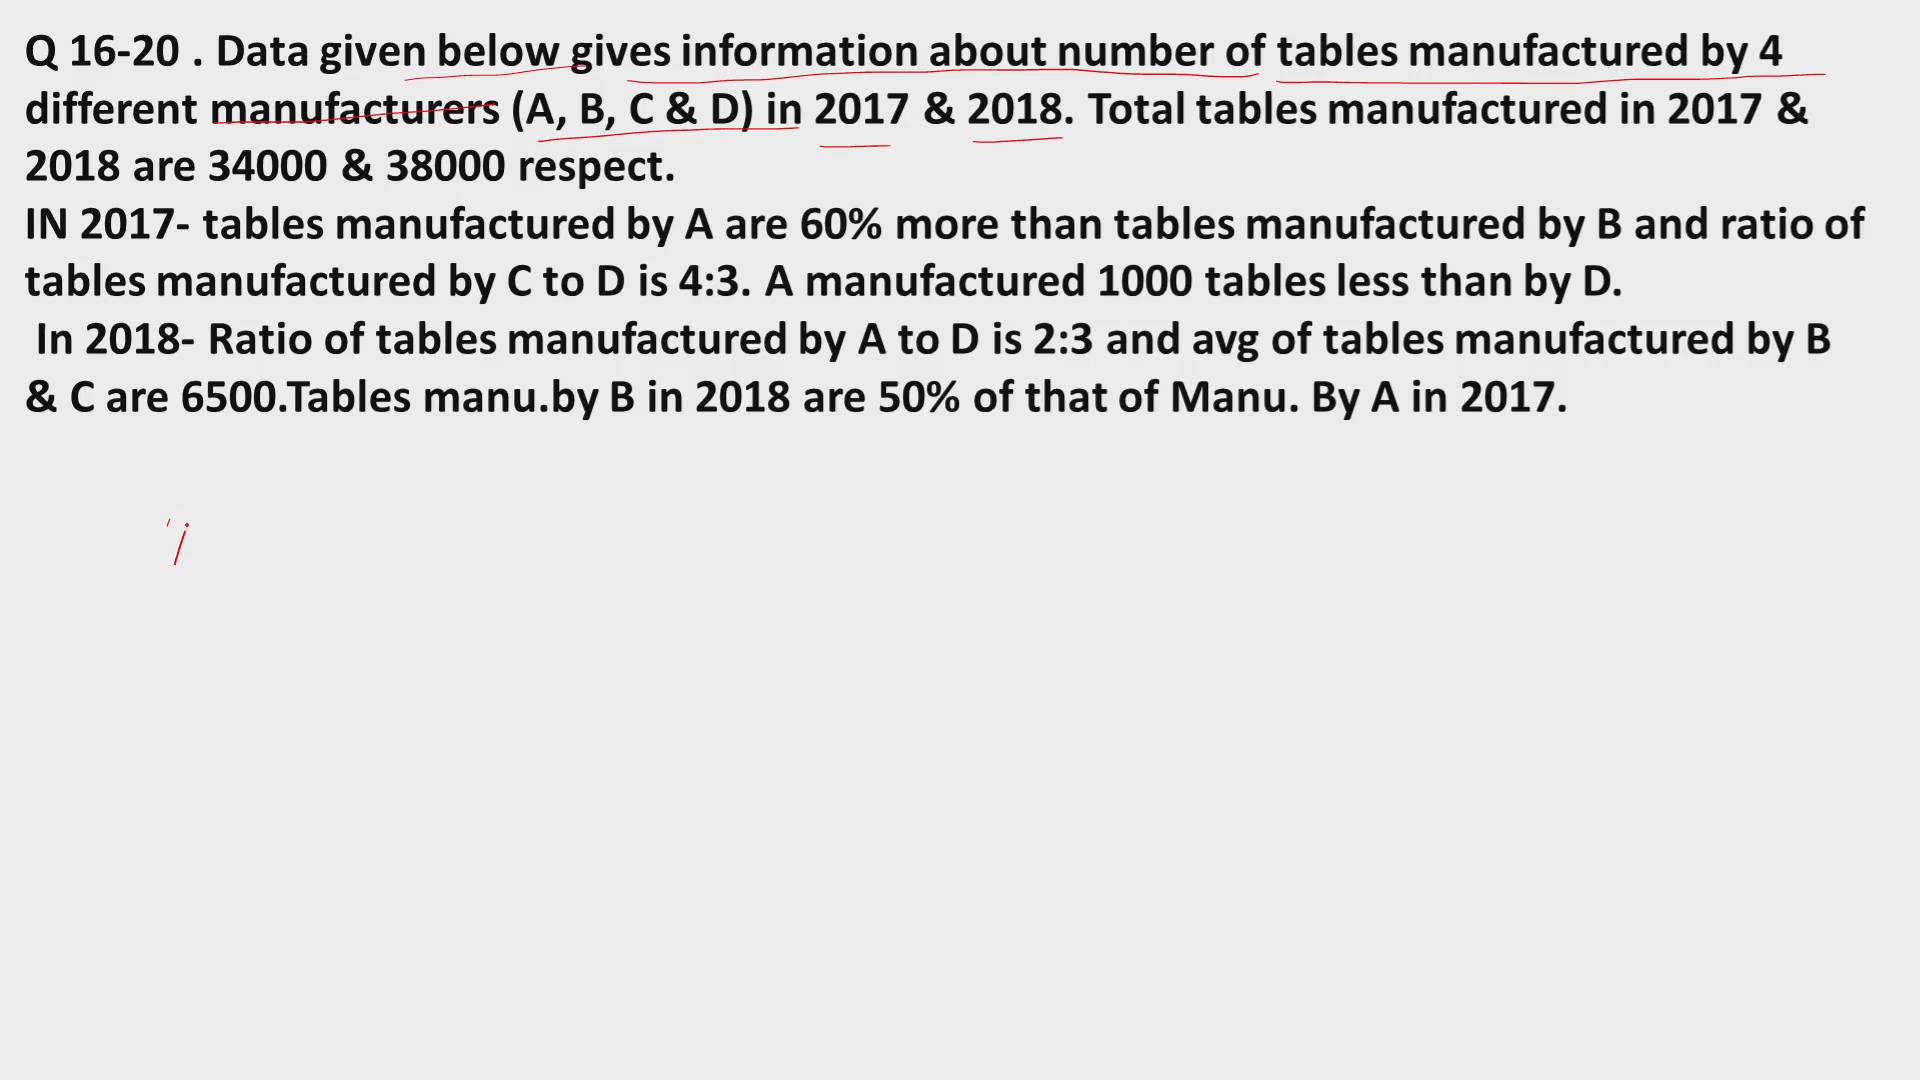 Q 16-20 . Data given below gives information about number of tables manufactured by 4
different manufacturers (A, B, C & D) in 2017 & 2018. Total tables manufactured in 2017 &
2018 are 34000 & 38000 respect.
IN 2017- tables manufactured by A are 60% more than tables manufactured by B and ratio of
tables manufactured by C to D is 4:3. A manufactured 1000 tables less than by D.
In 2018- Ratio of tables manufactured by A to D is 2:3 and avg of tables manufactured by B
& C are 6500.Tables manu.by B in 2018 are 50% of that of Manu. By A in 2017.